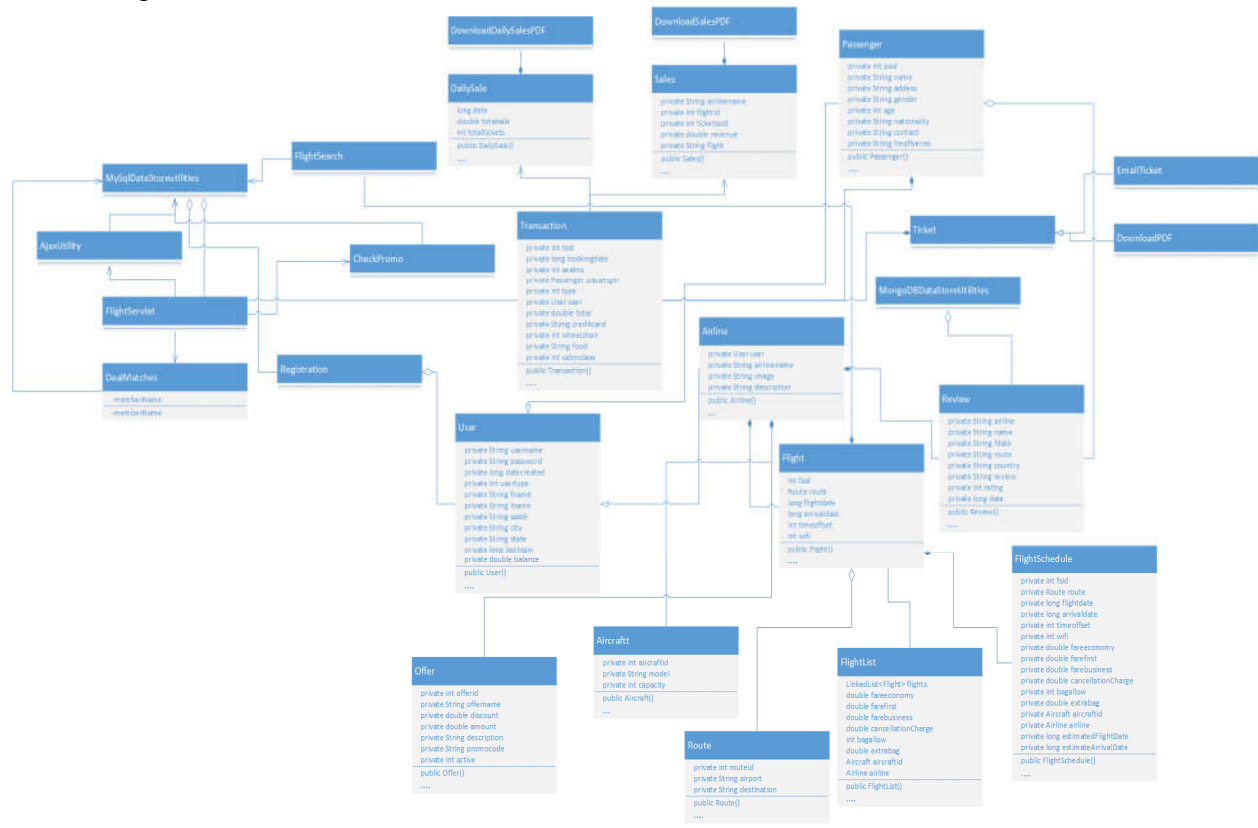 DownloadDailySalesPDF
DownloadSalesPDF
Passenger
private int paid
private String name
private String address
private String gender
private int age
private String nationality
private String contact
private String
public Passenger()
....
DailySale
long date
double totalsale
int totaltickets
public DailySale()
....
Sales
private String airlinename
private int flightid
private int ticketssold
private double revenue
private String flight
public Sales()
....
FlightSearch
MySqlDataStoreutilities
EmailTicket
AjaxUtility
CheckPromo
Transaction
private int txid
private long bookingdate
private int seatno
private Passenger passenger
private int type
private User user
private double total
private String creditcard
private int wheelchair
private String food
private int cabinclass
public Transaction()
....
Ticket
DownloadPDF
MongoDBDataStoreUtilities
FlightServlet
Airline
private User user
private String airlinename
private String image
private String description
public Airline()
...
DealMatches
-memberName
-memberName
Registration
Review
private String airline
private String name
private String fdate
private String route
private String country
private String review
private int rating
private long date
public Review()
....
User
private String username
private String password
private long datecreated
private int usertype
private String fname
private String lname
private String
private String city
private String state
private long lastlogin
private double balance
public User()
....
Flight
int fsid
Route route
long flightdate
long arrivaldate
int timeoffset
int wifi
public Flight()
....
FlightSchedule
private int fsid
private Route route
private long flightdate
private long arrivaldate
private int timeoffset
private int wifi
private double fareeconomy
private double farefirst
private double farebusiness
private double cancellationCharge
private int bagallow
private double extrabag
private Aircraft aircraftid
private Airline airline
private long estimatedFlightDate
private long estimateArrivalDate
public FlightSchedule()
....
Aircraftt
private int aircraftid
private String model
private int capacity
public Aircraft()
...
Offer
private int offerid
private String offername
private double discount
private double amount
private String description
private String promocode
private int active
public Offer()
....
FlightList
LinkedList<Flight> flights
double fareeconomy
double farefirst
double farebusiness
double cancellationCharge
int bagallow
double extrabag
Aircraft aircraftid
Airline airline
public FlightList()
....
Route
private int routeid
private String airport
private String destination
public Route()
....